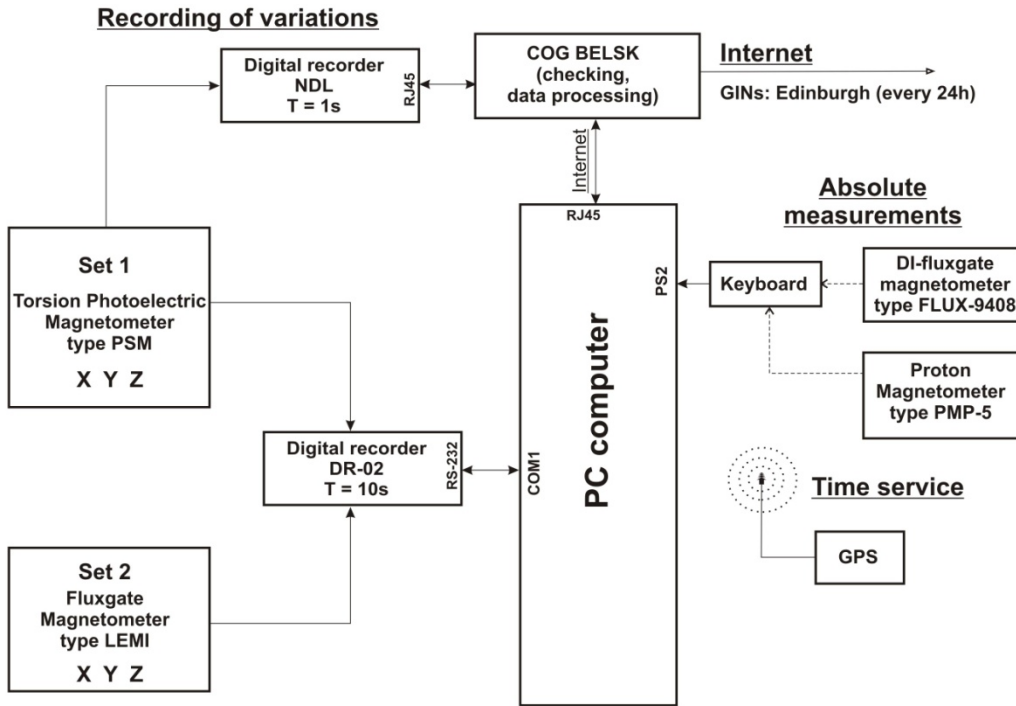 Recording of variations
Digital recorder
NDL
T = 1s
RJ45
COG BELSK
(checking,
data processing)
Internet
GINs: Edinburgh (every 24h)
Internet
Set 1
Torsion Photoelectric
Magnetometer
type PSM
X Y Z
Digital recorder
DR-02
T = 10s
RS-232
Set 2
Fluxgate
Magnetometer
type LEMI
X Y Z
RJ45
COM1
PC computer
PS2
Absolute
measurements
Keyboard
DI-fluxgate
magnetometer
type FLUX-9408
Proton
Magnetometer
type PMP-5
Time service
GPS